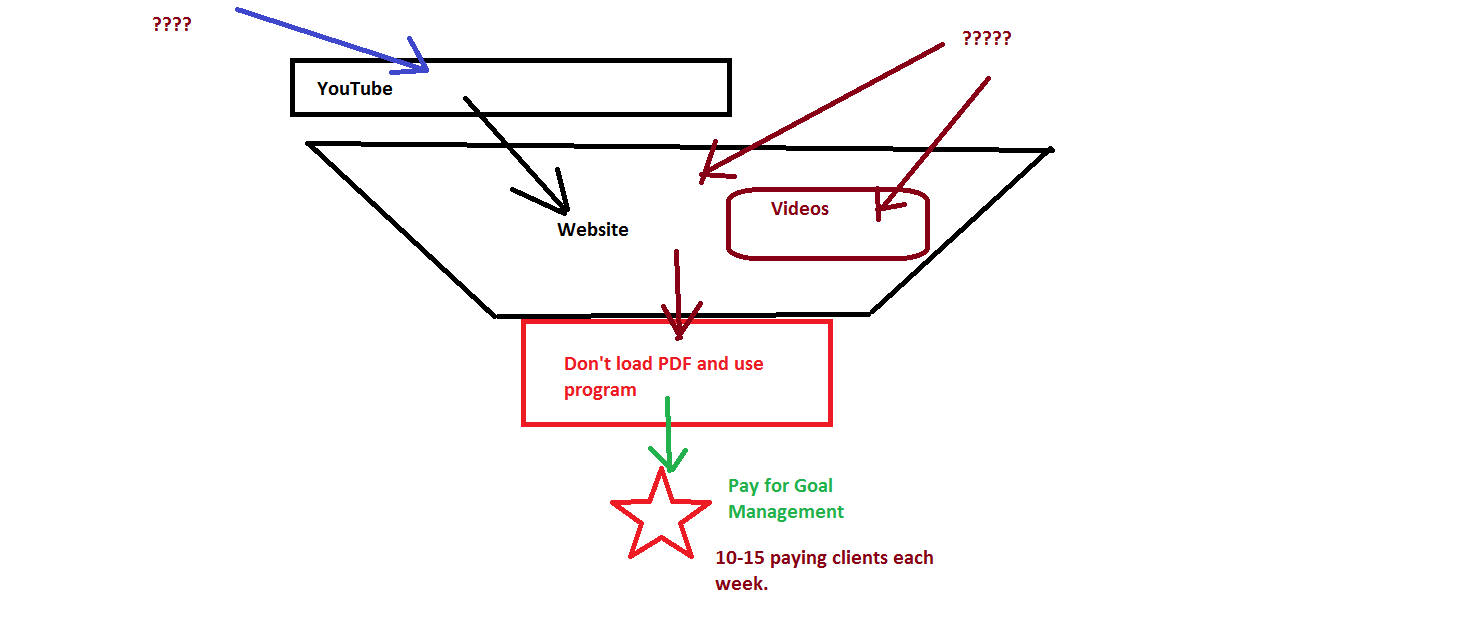 ????
?????
YouTube
Videos
Website
Don't load PDF and use
program
Pay for Goal
Management
10-15 paying clients each
week.